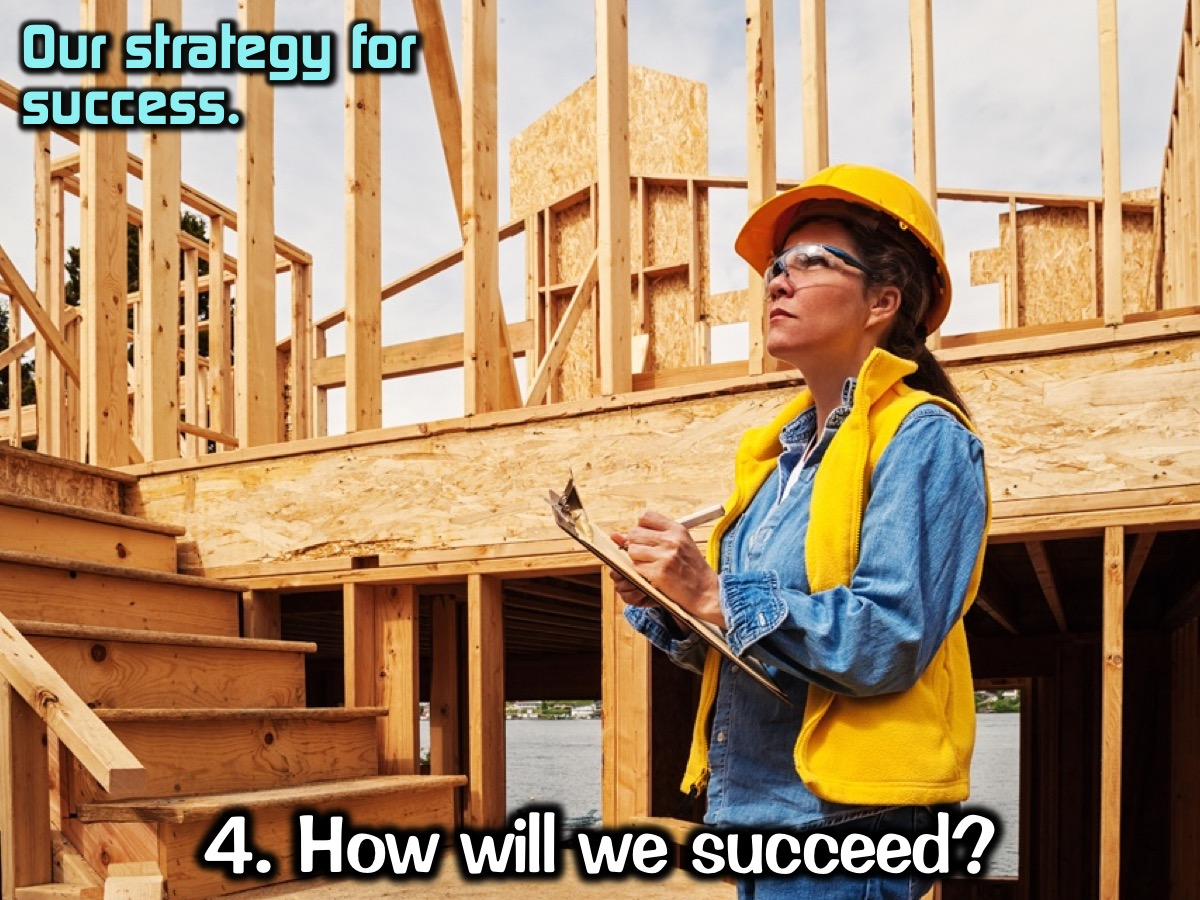 Our strategy for
success.
4. How will we succeed?